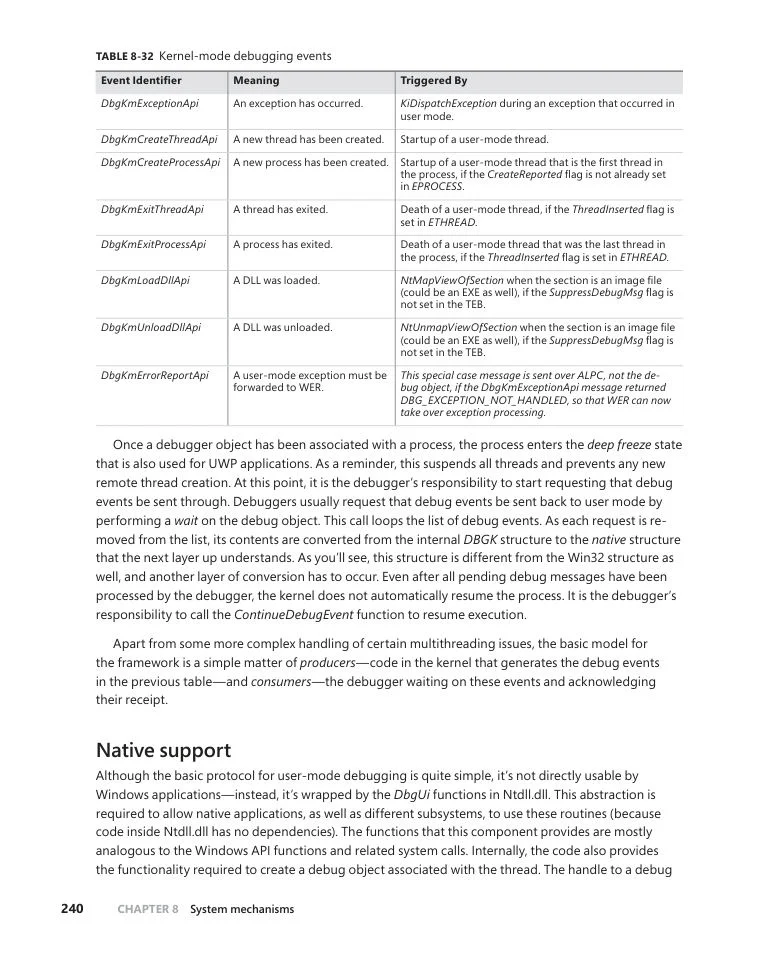 TABLE 8-32 Kernel-mode debugging events
Event Identifier Meaning Triggered By
DbgKmExceptionApi An exception has occurred. KiDispatchException during an exception that occurred in
user mode.
DbgKmCreateThreadApi A new thread has been created. Startup of a user-mode thread.
DbgKmCreateProcessApi A new process has been created. Startup of a user-mode thread that is the first thread in
the process, if the CreateReported flag is not already set
in EPROCESS.
DbgKmExitThreadApi A thread has exited. Death of a user-mode thread, if the ThreadInserted flag is
set in ETHREAD.
DbgKmExitProcessApi A process has exited. Death of a user-mode thread that was the last thread in
the process, if the ThreadInserted flag is set in ETHREAD.
DbgKmLoadDllApi A DLL was loaded. NtMapViewOfSection when the section is an image file
(could be an EXE as well), if the SuppressDebugMsg flag is
not set in the TEB.
DbgKmUnloadDllApi A DLL was unloaded. NtUnmapViewOfSection when the section is an image file
(could be an EXE as well), if the SuppressDebugMsg flag is
not set in the TEB.
DbgKmErrorReportApi A user-mode exception must be This special case message is sent over ALPC, not the de-
forwarded to WER. bug object, if the DbgKmExceptionApi message returned
DBG_EXCEPTION_NOT_HANDLED, so that WER can now
take over exception processing.
Once a debugger object has been associated with a process, the process enters the deep freeze state
that is also used for UWP applications. As a reminder, this suspends all threads and prevents any new
remote thread creation. At this point, it is the debugger's responsibility to start requesting that debug
events be sent through. Debuggers usually request that debug events be sent back to user mode by
performing a wait on the debug object. This call loops the list of debug events. As each request is re-
moved from the list, its contents are converted from the internal DBGK structure to the native structure
that the next layer up understands. As you'll see, this structure is different from the Win32 structure as
well, and another layer of conversion has to occur. Even after all pending debug messages have been
processed by the debugger, the kernel does not automatically resume the process. It is the debugger's
responsibility to call the ContinueDebugEvent function to resume execution.
Apart from some more complex handling of certain multithreading issues, the basic model for
the framework is a simple matter of producers—code in the kernel that generates the debug events
in the previous table—and consumers—the debugger waiting on these events and acknowledging
their receipt.
Native support
Although the basic protocol for user-mode debugging is quite simple, it's not directly usable by
Windows applications—instead, it's wrapped by the DbgUi functions in Ntdll.dll. This abstraction is
required to allow native applications, as well as different subsystems, to use these routines (because
code inside Ntdll.dll has no dependencies). The functions that this component provides are mostly
analogous to the Windows API functions and related system calls. Internally, the code also provides
the functionality required to create a debug object associated with the thread. The handle to a debug
240 CHAPTER 8 System mechanisms